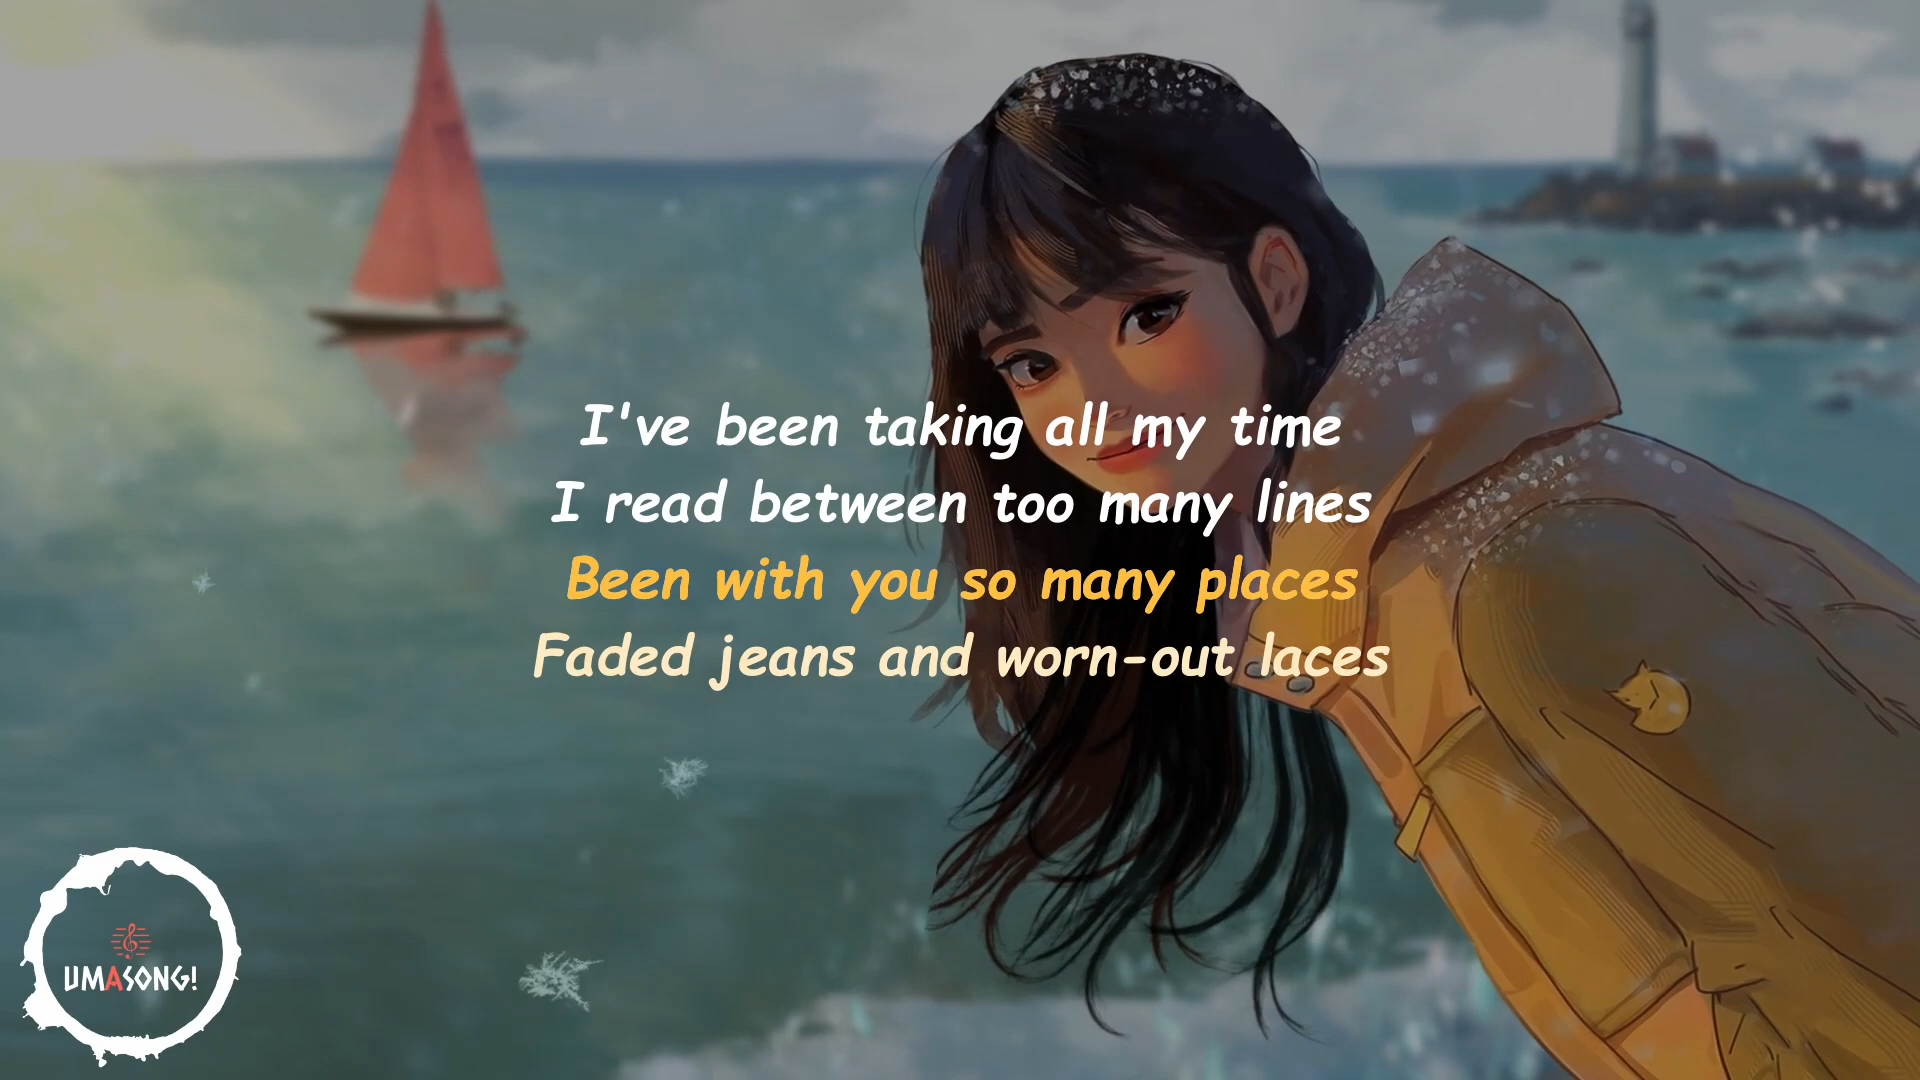 I've been taking all my time
I read between too many lines
Been with you so many places
Faded jeans and worn-out laces
UMASONG!